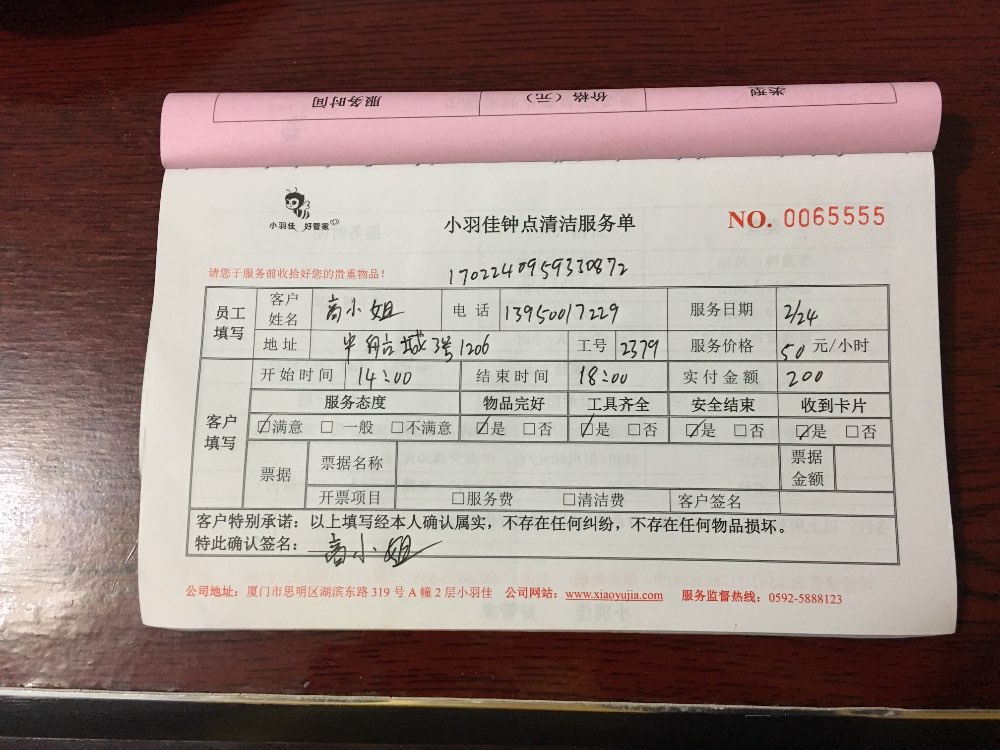 服务时间 价格（元） 类型
小羽佳 好管家
小羽佳钟点清洁服务单
NO. 0065555
请您于服务前收拾好您的贵重物品！
1702240959330872
员工填写 客户姓名 高小姐 电话 13950017229 服务日期 2/24
地址 3号1206 工号 2379 服务价格 50 元/小时
客户填写 开始时间 14:00 结束时间 18:00 实付金额 200
服务态度 物品完好 工具齐全 安全结束 收到卡片
☑满意 □一般 □不满意 ☑是 □否 ☑是 □否 ☑是 □否 ☑是 □否
票据 票据名称 票据金额
开票项目 □服务费 □清洁费 客户签名
客户特别承诺：以上填写经本人确认属实，不存在任何纠纷，不存在任何物品损坏。
特此确认签名： 高小姐
公司地址：厦门市思明区湖滨东路 319 号 A 幢 2 层小羽佳 公司网站：www.xiaoyujia.com 服务监督热线：0592-5888123